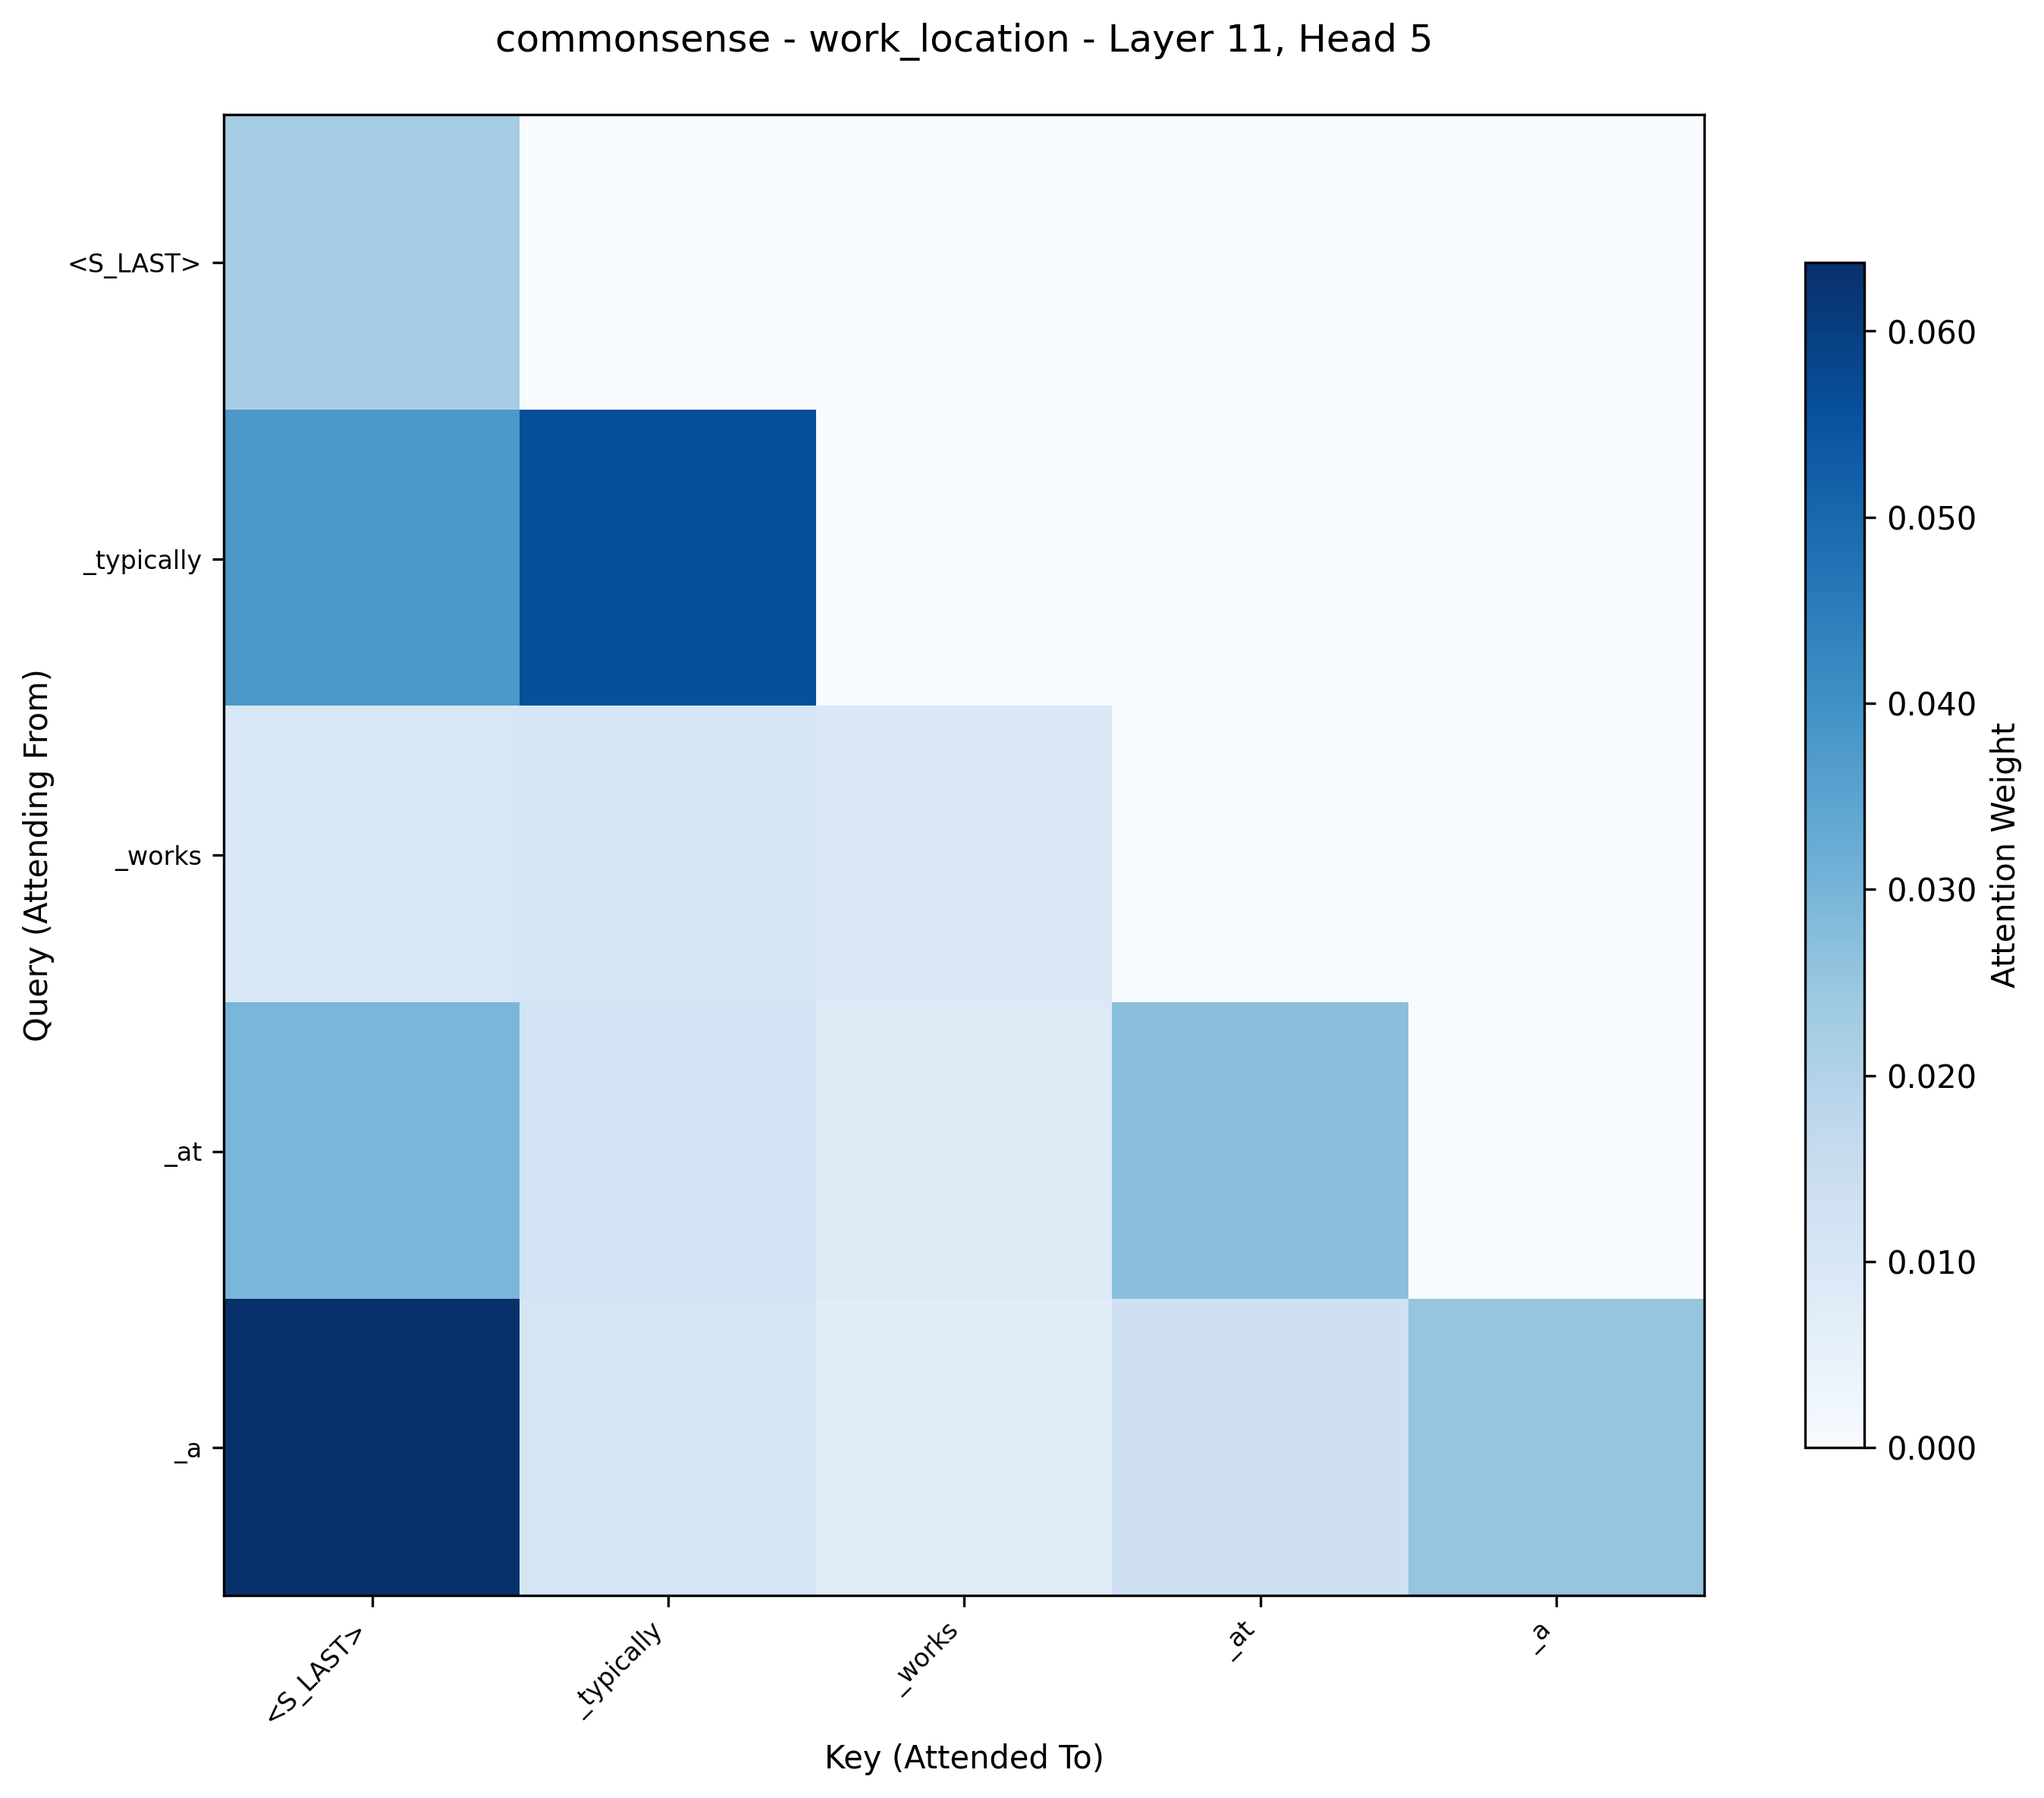 commonsense - work_location - Layer 11, Head 5
Query (Attending From)
<S_LAST>
_typically
_works
_at
_a
<S_LAST>
_typically
_works
_at
_a
Key (Attended To)
0.060
0.050
0.040
0.030
0.020
0.010
0.000
Attention Weight